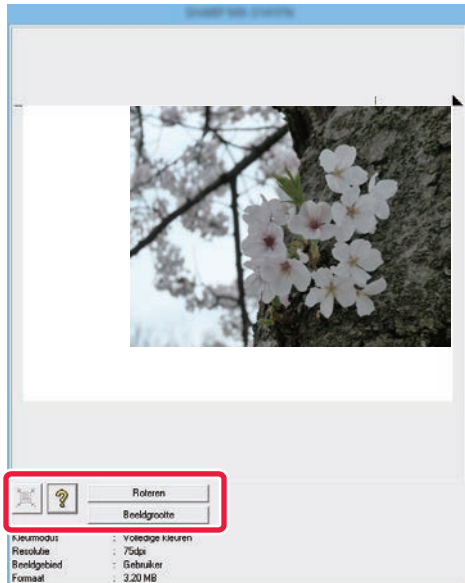 ?
Roteren
Beeldgrootte
Kleurmodus : Volledige kleuren
Resolutie : 75dpi
Beeldgebied : Gebruiker
Formaat : 3.20 MB